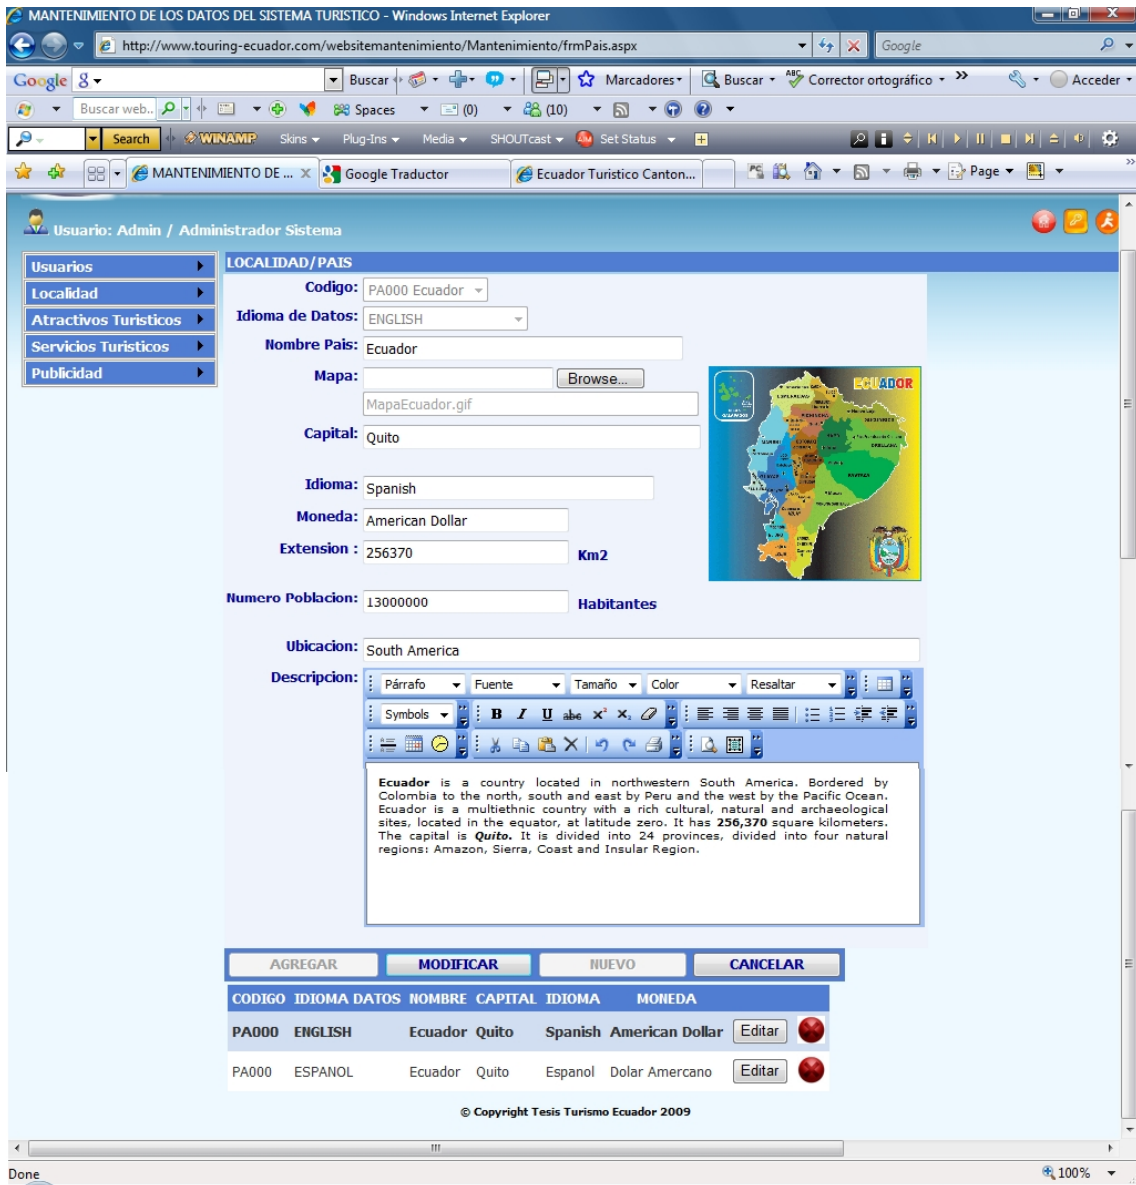 MANTENIMIENTO DE LOS DATOS DEL SISTEMA TURISTICO - Windows Internet Explorer
http://www.touring-ecuador.com/websitemantenimiento/Mantenimiento/frmPais.aspx
Google
Google
Buscar
Marcadores
Buscar
Corrector ortográfico
Acceder
Buscar web..
Spaces
(0)
(10)
Search
WINAMP
Skins
Plug-Ins
Media
SHOUTcast
Set Status
MANTENIMIENTO DE ...
Google Traductor
Ecuador Turistico Canton...
Page
Usuario: Admin / Administrador Sistema
Usuarios
Localidad
Atractivos Turisticos
Servicios Turisticos
Publicidad
LOCALIDAD/PAIS
Codigo: PA000 Ecuador
Idioma de Datos: ENGLISH
Nombre Pais: Ecuador
Mapa: Browse...
MapaEcuador.gif
ECUADOR
Capital: Quito
Idioma: Spanish
Moneda: American Dollar
Extension : 256370 Km2
Numero Poblacion: 13000000 Habitantes
Ubicacion: South America
Descripcion: Párrafo Fuente Tamaño Color Resaltar
Symbols B I U abc x² x,
Ecuador is a country located in northwestern South America. Bordered by
Colombia to the north, south and east by Peru and the west by the Pacific Ocean.
Ecuador is a multiethnic country with a rich cultural, natural and archaeological
sites, located in the equator, at latitude zero. It has 256,370 square kilometers.
The capital is Quito. It is divided into 24 provinces, divided into four natural
regions: Amazon, Sierra, Coast and Insular Region.
AGREGAR MODIFICAR NUEVO CANCELAR
CODIGO IDIOMA DATOS NOMBRE CAPITAL IDIOMA MONEDA
PA000 ENGLISH Ecuador Quito Spanish American Dollar Editar
PA000 ESPANOL Ecuador Quito Espanol Dolar Amercano Editar
© Copyright Tesis Turismo Ecuador 2009
Done
100%